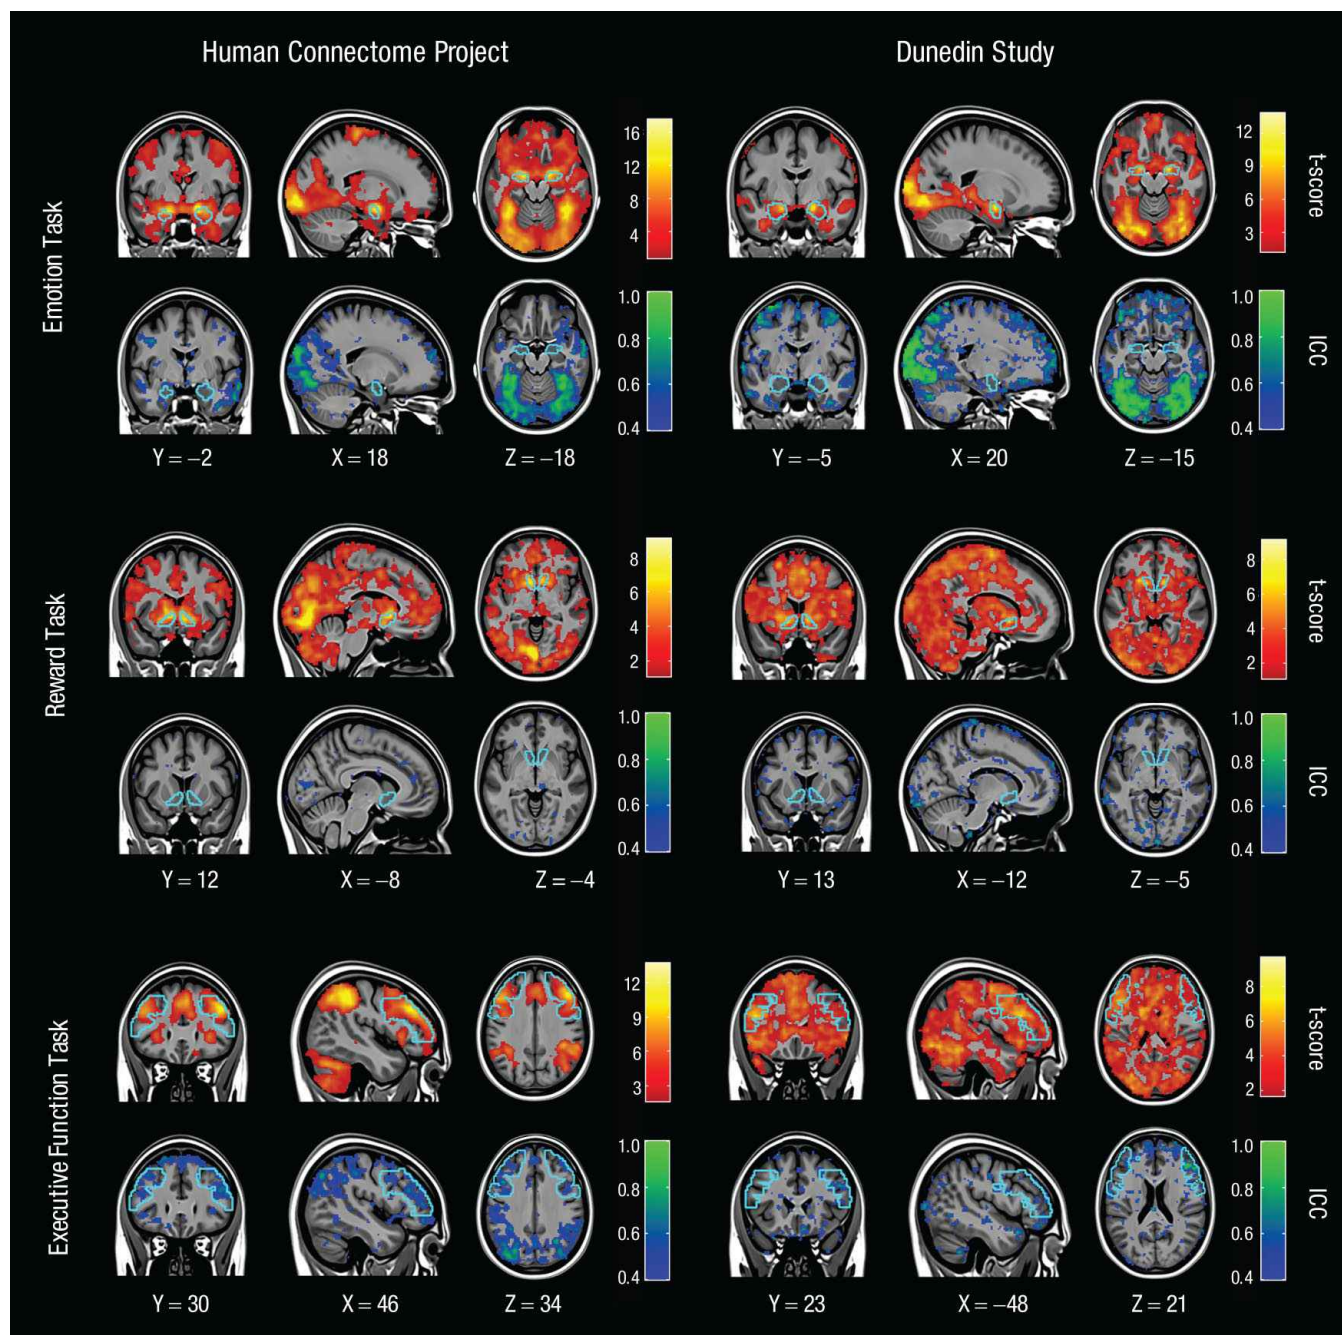 Human Connectome Project
Dunedin Study
Emotion Task
16
12
8
4
12
9
6
3
t-score
1.0
0.8
0.6
0.4
1.0
0.8
0.6
0.4
ICC
Y = −2
X = 18
Z = −18
Y = −5
X = 20
Z = −15
Reward Task
8
6
4
2
8
6
4
2
t-score
1.0
0.8
0.6
0.4
1.0
0.8
0.6
0.4
ICC
Y = 12
X = −8
Z = −4
Y = 13
X = −12
Z = −5
Executive Function Task
12
9
6
3
8
6
4
2
t-score
1.0
0.8
0.6
0.4
1.0
0.8
0.6
0.4
ICC
Y = 30
X = 46
Z = 34
Y = 23
X = −48
Z = 21